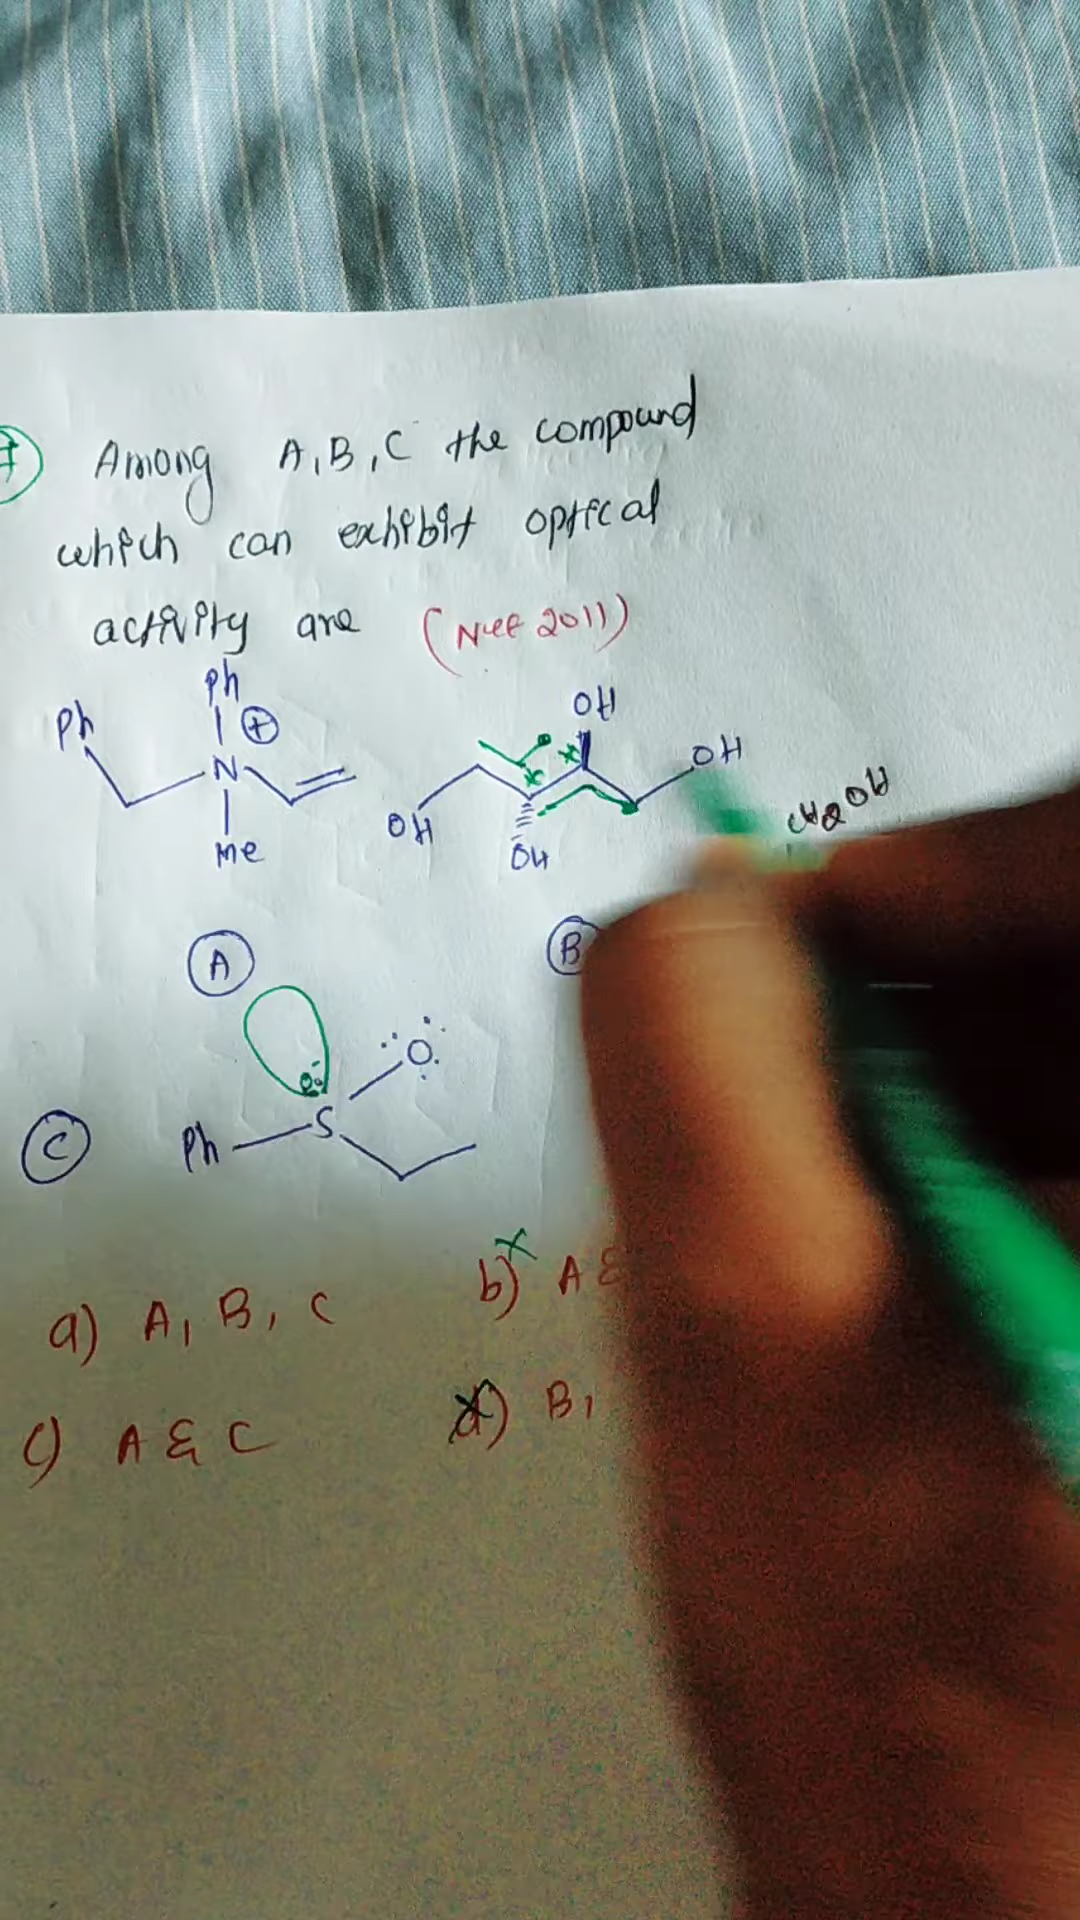 7) Among A, B, C the compound
which can exhibit optical
activity are (Neet 2011)
Ph
Ph
+
N
Me
A
OH
OH
OH
OH
B
CH2OH
C
Ph
S
O
a) A, B, C
b) A &
c) A & C
d) B,